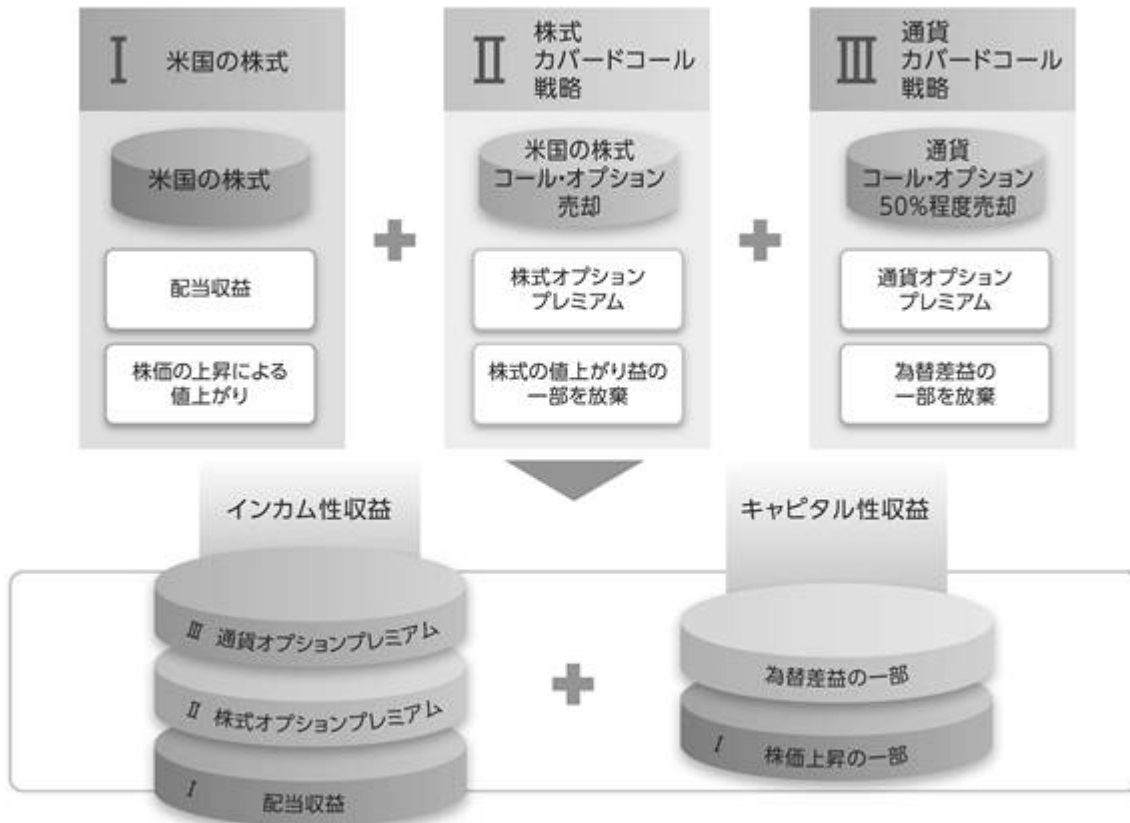 I 米国の株式
II 株式
カバードコール
戦略
III 通貨
カバードコール
戦略
米国の株式
米国の株式
コール・オプション
売却
通貨
コール・オプション
50%程度売却
配当収益
株式オプション
プレミアム
通貨オプション
プレミアム
株価の上昇による
値上がり
株式の値上がり益の
一部を放棄
為替差益の
一部を放棄
インカム性収益
キャピタル性収益
III 通貨オプションプレミアム
II 株式オプションプレミアム
I 配当収益
為替差益の一部
I 株価上昇の一部